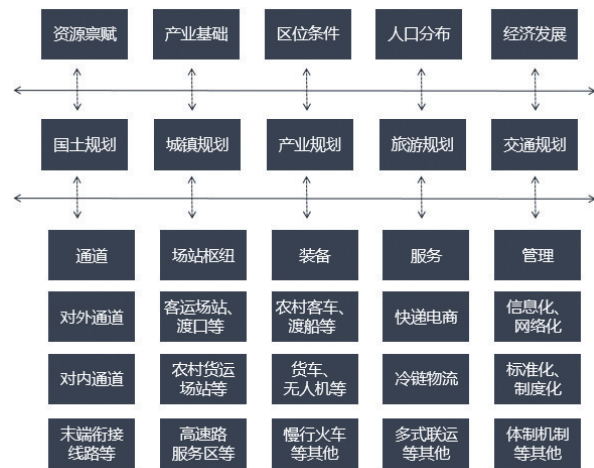 资源禀赋
产业基础
区位条件
人口分布
经济发展
国土规划
城镇规划
产业规划
旅游规划
交通规划
通道
场站枢纽
装备
服务
管理
对外通道
客运场站、
渡口等
农村客车、
渡船等
快递电商
信息化、
网络化
对内通道
农村货运
场站等
货车、
无人机等
冷链物流
标准化、
制度化
末端衔接
线路等
高速路
服务区等
慢行火车
等其他
多式联运
等其他
体制机制
等其他